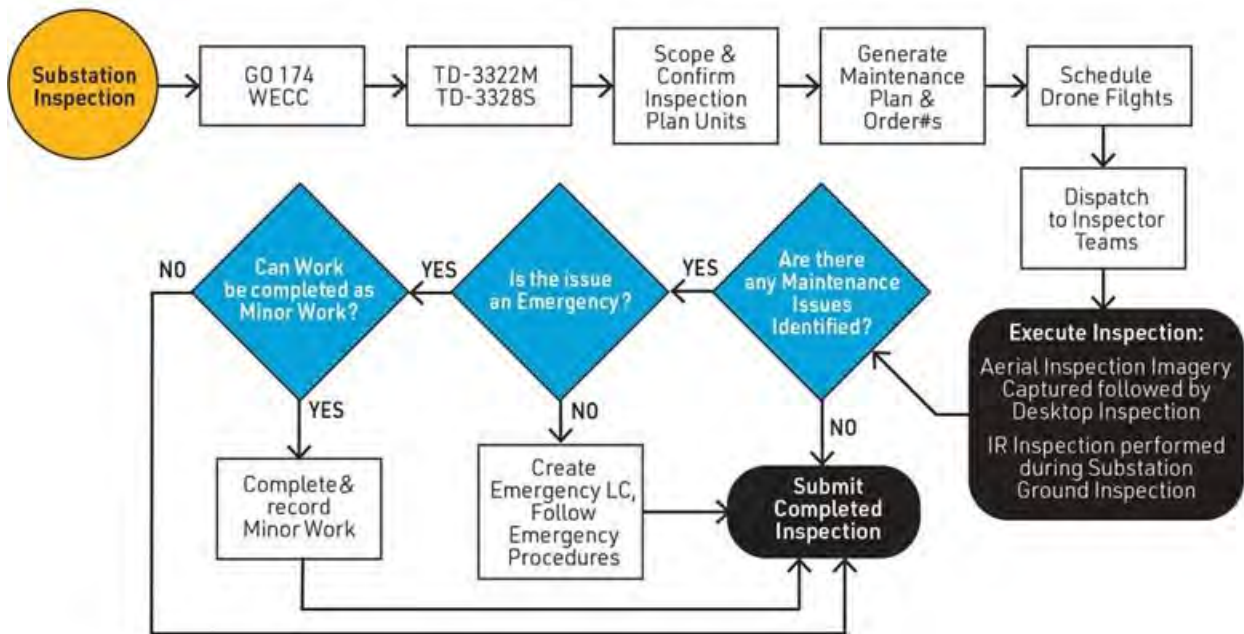 Substation
Inspection
GO 174
WECC
TD-3322M
TD-3328S
Scope &
Confirm
Inspection
Plan Units
Generate
Maintenance
Plan &
Order#s
Schedule
Drone Filghts
Dispatch
to Inspector
Teams
Execute Inspection:
Aerial Inspection Imagery
Captured followed by
Desktop Inspection
IR Inspection performed
during Substation
Ground Inspection
Are there
any Maintenance
Issues
Identified?
YES
NO
Is the issue
an Emergency?
YES
NO
Can Work
be completed as
Minor Work?
NO
YES
Complete &
record
Minor Work
Create
Emergency LC,
Follow
Emergency
Procedures
Submit
Completed
Inspection